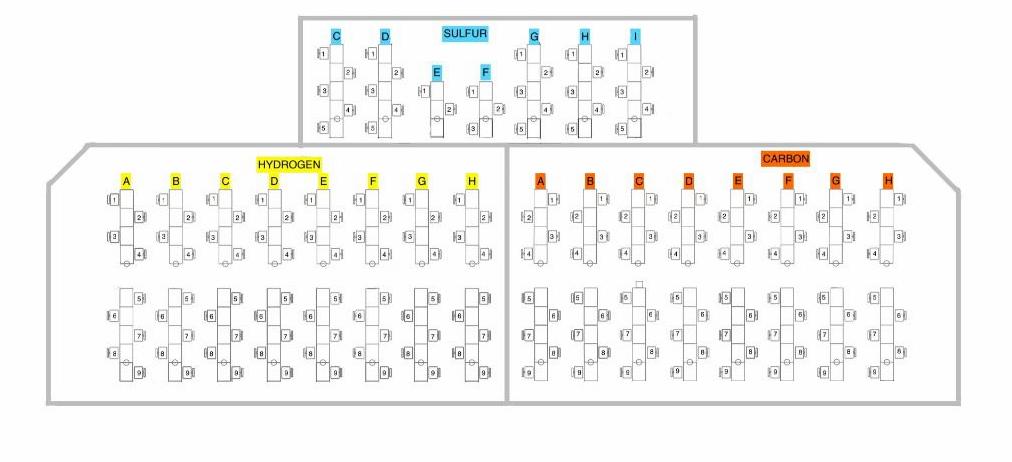 SULFUR
C D G H I
1 1 1 1 1
2 2 E F 2 2 2
3 3 1 1 3 3 3
4 4 2 2 4 4 4
5 5 3 5 5 5
HYDROGEN
A B C D E F G H
1 1 1 1 1 1 1 1
2 2 2 2 2 2 2 2
3 3 3 3 3 3 3 3
4 4 4 4 4 4 4 4
5 5 5 5 5 5 5 5
6 6 6 6 6 6 6 6
7 7 7 7 7 7 7 7
8 8 8 8 8 8 8 8
9 9 9 9 9 9 9 9
CARBON
A B C D E F G H
1 1 1 1 1 1 1 1
2 2 2 2 2 2 2 2
3 3 3 3 3 3 3 3
4 4 4 4 4 4 4 4
5 5 5 5 5 5 5 5
6 6 6 6 6 6 6 6
7 7 7 7 7 7 7 7
8 8 8 8 8 8 8 8
9 9 9 9 9 9 9 9